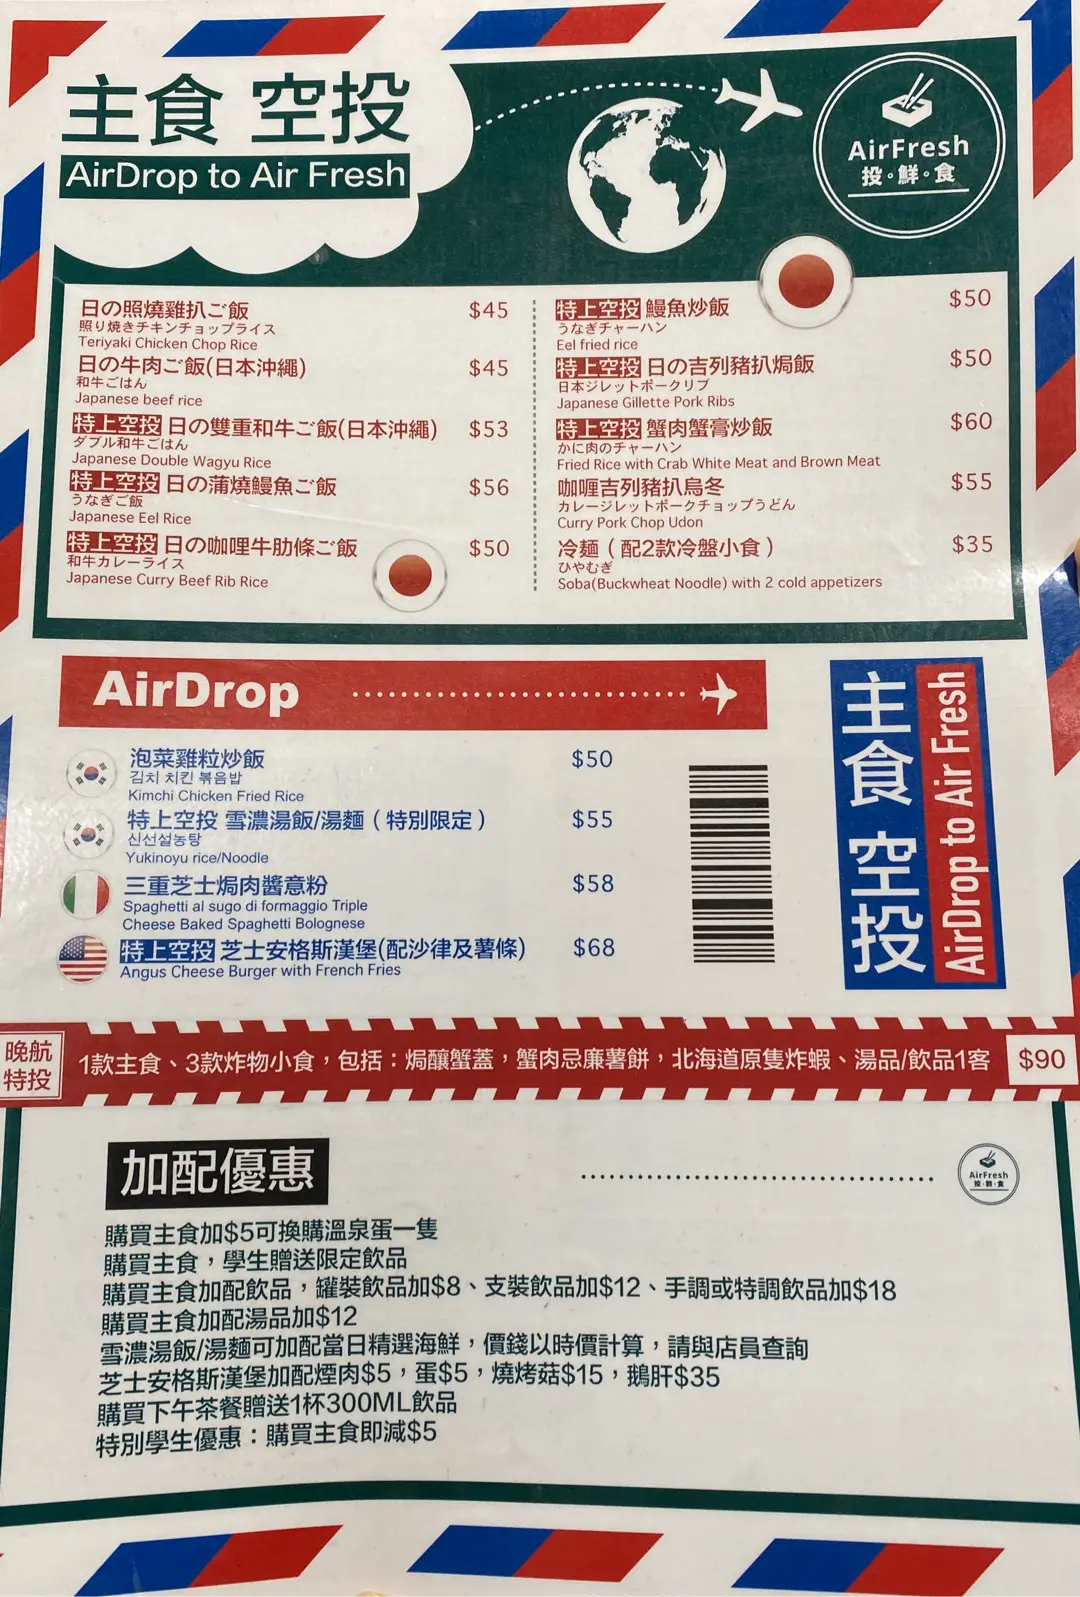 主食 空投
AirDrop to Air Fresh
AirFresh
投。鮮。食
日の照燒雞扒ご飯 $45
照り焼きチキンチョップライス
Teriyaki Chicken Chop Rice
日の牛肉ご飯(日本沖繩) $45
和牛ごはん
Japanese beef rice
特上空投 日の雙重和牛ご飯(日本沖繩) $53
ダブル和牛ごはん
Japanese Double Wagyu Rice
特上空投 日の蒲燒鰻魚ご飯 $56
うなぎご飯
Japanese Eel Rice
特上空投 日の咖哩牛肋條ご飯 $50
和牛カレーライス
Japanese Curry Beef Rib Rice
特上空投 鰻魚炒飯 $50
うなぎチャーハン
Eel fried rice
特上空投 日の吉列豬扒焗飯 $50
日本ジレットポークリブ
Japanese Gillette Pork Ribs
特上空投 蟹肉蟹膏炒飯 $60
かに肉のチャーハン
Fried Rice with Crab White Meat and Brown Meat
咖喱吉列豬扒烏冬 $55
カレージレットポークチョップうどん
Curry Pork Chop Udon
冷麵（配2款冷盤小食） $35
ひやむぎ
Soba(Buckwheat Noodle) with 2 cold appetizers
AirDrop
泡菜雞粒炒飯 $50
김치 치킨 볶음밥
Kimchi Chicken Fried Rice
特上空投 雪濃湯飯/湯麵（特別限定） $55
신선설농탕
Yukinoyu rice/Noodle
三重芝士焗肉醬意粉 $58
Spaghetti al sugo di formaggio Triple
Cheese Baked Spaghetti Bolognese
特上空投 芝士安格斯漢堡(配沙律及薯條) $68
Angus Cheese Burger with French Fries
主食 空投
AirDrop to Air Fresh
晚航
特投
1款主食、3款炸物小食，包括：焗釀蟹蓋，蟹肉忌廉薯餅，北海道原隻炸蝦、湯品/飲品1客 $90
加配優惠
AirFresh
投。鮮。食
購買主食加$5可換購溫泉蛋一隻
購買主食，學生贈送限定飲品
購買主食加配飲品，罐裝飲品加$8、支裝飲品加$12、手調或特調飲品加$18
購買主食加配湯品加$12
雪濃湯飯/湯麵可加配當日精選海鮮，價錢以時價計算，請與店員查詢
芝士安格斯漢堡加配煙肉$5，蛋$5，燒烤菇$15，鵝肝$35
購買下午茶餐贈送1杯300ML飲品
特別學生優惠：購買主食即減$5